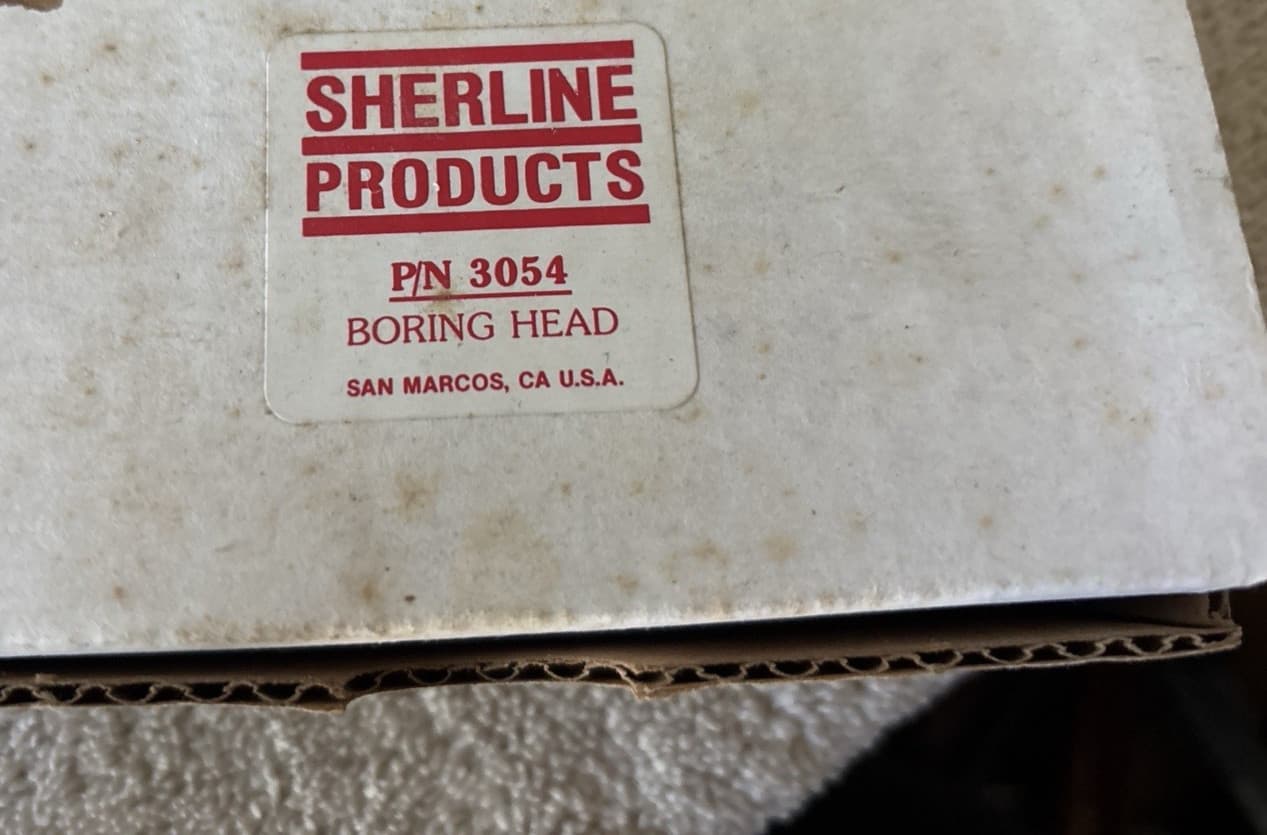 SHERLINE
PRODUCTS
P/N 3054
BORING HEAD
SAN MARCOS, CA U.S.A.